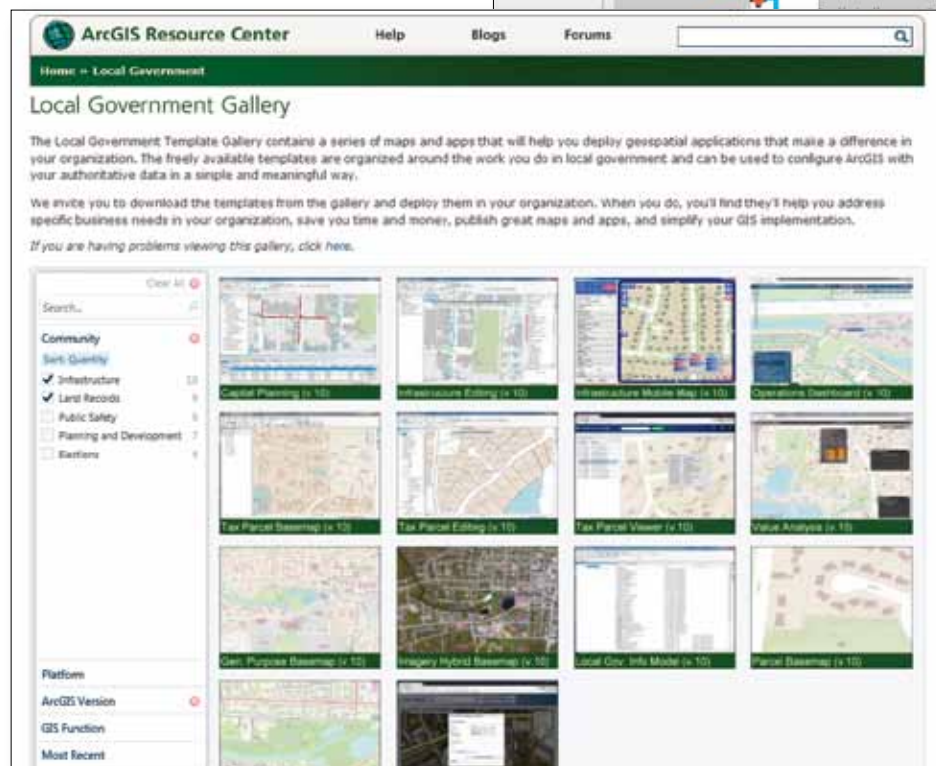 ArcGIS Resource Center
Help
Blogs
Forums
Home » Local Government
Local Government Gallery
The Local Government Template Gallery contains a series of maps and apps that will help you deploy geospatial applications that make a difference in
your organization. The freely available templates are organized around the work you do in local government and can be used to configure ArcGIS with
your authoritative data in a simple and meaningful way.
We invite you to download the templates from the gallery and deploy them in your organization. When you do, you'll find they'll help you address
specific business needs in your organization, save you time and money, publish great maps and apps, and simplify your GIS implementation.
If you are having problems viewing this gallery, click here.
Clear All
Search...
Community
Sort: Quantity
Infrastructure
Land Records
Public Safety
Planning and Development 7
Elections
Capital Planning (v.10)
Infrastructure Editing (v.10)
Infrastructure Mobile Map (v.10)
Operations Dashboard (v.10)
Tax Parcel Basemap (v.10)
Tax Parcel Editing (v.10)
Tax Parcel Viewer (v.10)
Value Analysis (v.10)
Gen. Purpose Basemap (v.10)
Imagery Hybrid Basemap (v.10)
Local Gov. Info Model (v.10)
Parcel Basemap (v.10)
Platform
ArcGIS Version
GIS Function
Most Recent